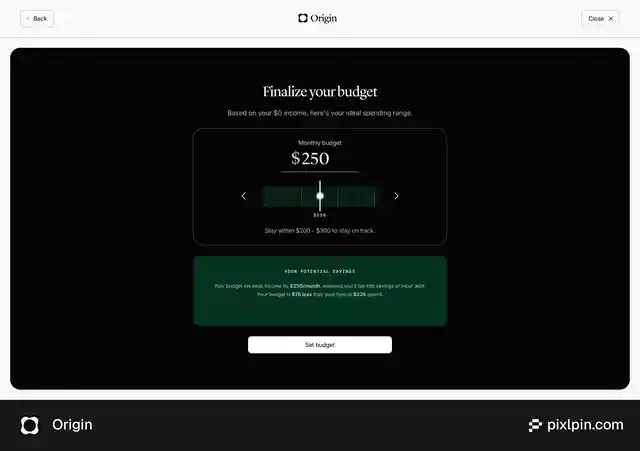 Back
Origin
Close
Finalize your budget
Based on your $0 income, here's your ideal spending range.
Monthly budget
$250
Stay within $200 - $300 to stay on track.
YOUR POTENTIAL SAVINGS
Your budget exceeds income by $250/month, meaning you'll tap into savings or incur debt.
Your budget is $76 less than your typical $326 spend.
Set budget
Origin
pixlpin.com